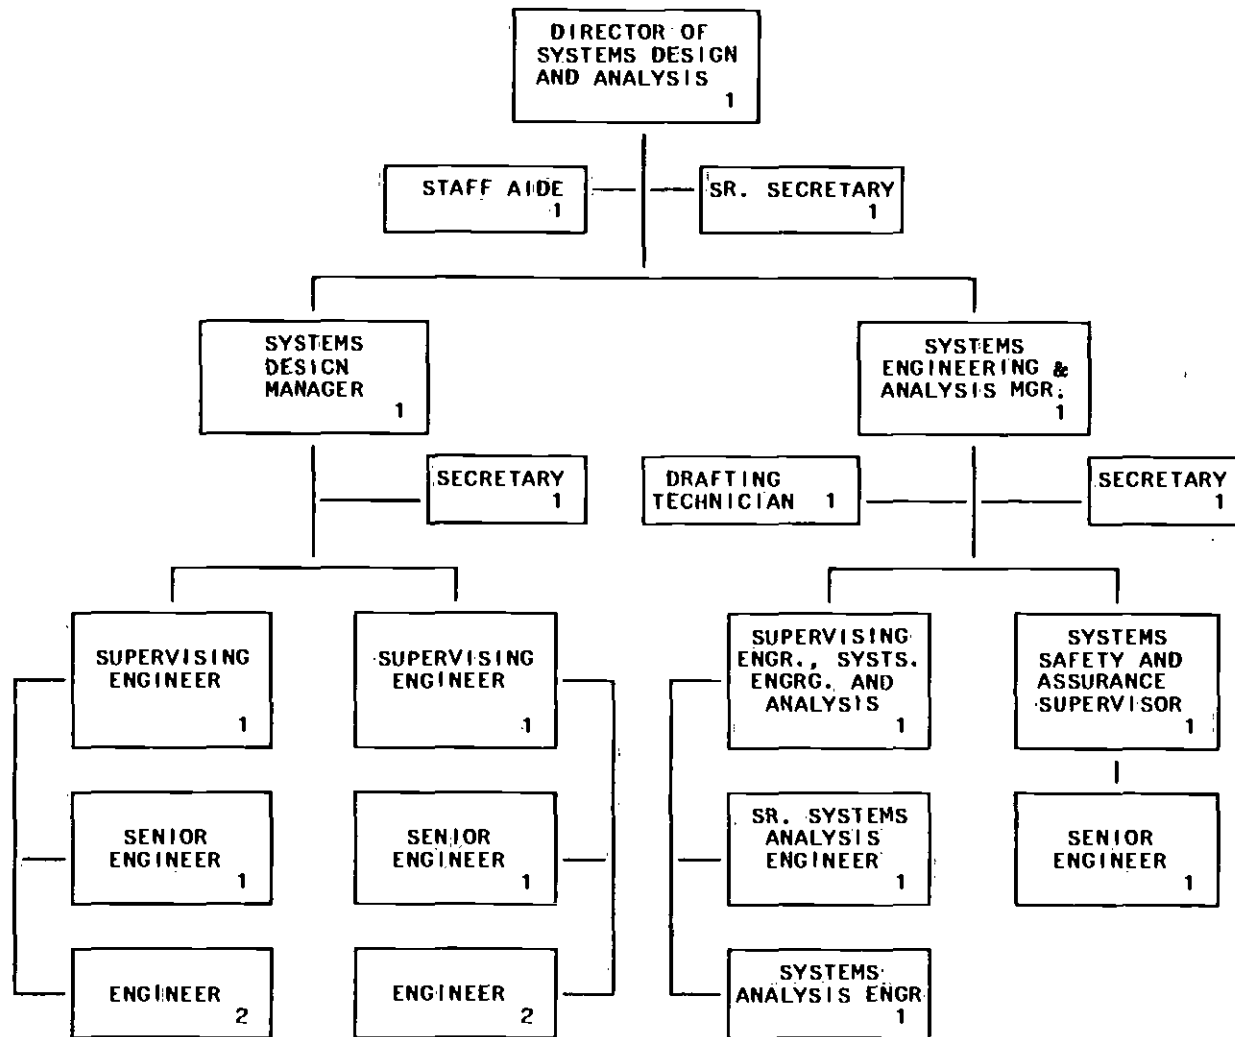 DIRECTOR OF
SYSTEMS DESIGN
AND ANALYSIS
1
STAFF AIDE
1
SR. SECRETARY
1
SYSTEMS
DESIGN
MANAGER
1
SYSTEMS
ENGINEERING &
ANALYSIS MGR.
1
SECRETARY
1
DRAFTING
TECHNICIAN 1
SECRETARY
1
SUPERVISING
ENGINEER
1
SUPERVISING
ENGINEER
1
SUPERVISING
ENGR., SYSTS.
ENGRG. AND
ANALYSIS
1
SYSTEMS
SAFETY AND
ASSURANCE
SUPERVISOR
1
SENIOR
ENGINEER
1
SENIOR
ENGINEER
1
SR. SYSTEMS
ANALYSIS
ENGINEER
1
SENIOR
ENGINEER
1
ENGINEER
2
ENGINEER
2
SYSTEMS
ANALYSIS ENGR
1